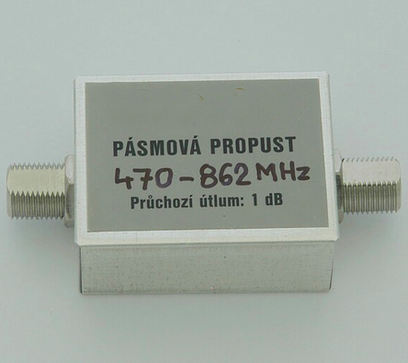 PÁSMOVÁ PROPUST
470-862 MHz
Průchozí útlum: 1 dB